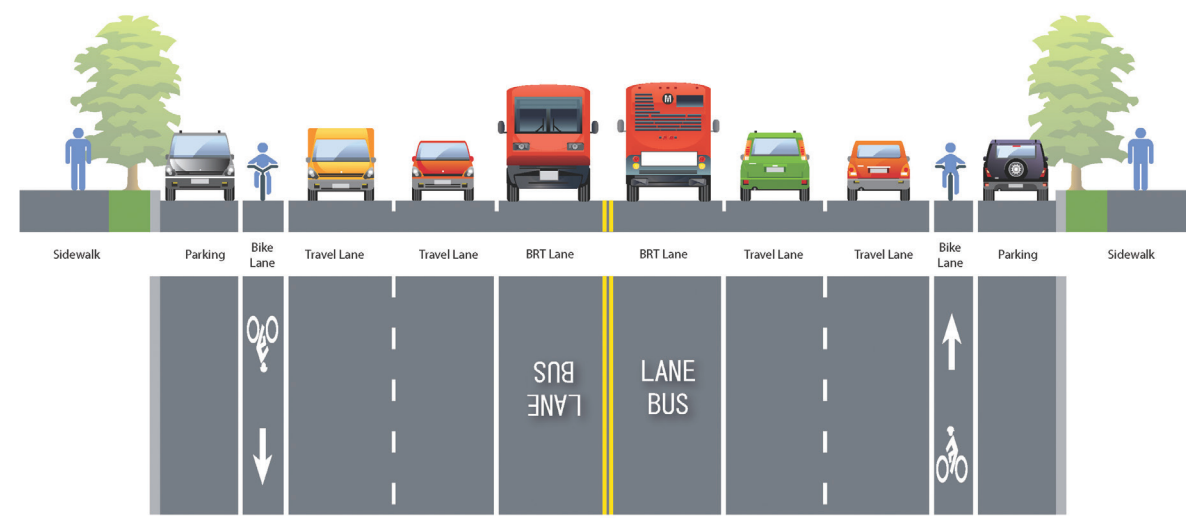 M
Sidewalk
Parking
Bike
Lane
Travel Lane
Travel Lane
BRT Lane
BRT Lane
Travel Lane
Travel Lane
Bike
Lane
Parking
Sidewalk
BUS
LANE
LANE
BUS